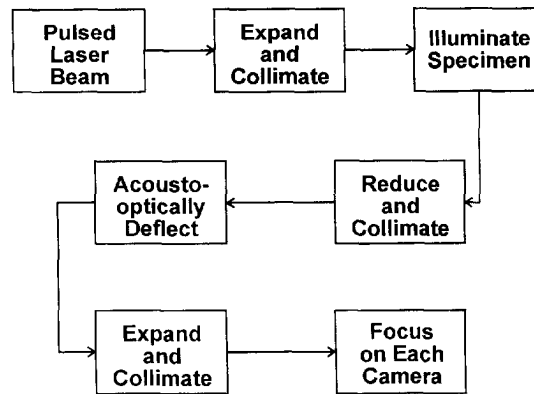 Pulsed
Laser
Beam
Expand
and
Collimate
Illuminate
Specimen
Acousto-
optically
Deflect
Reduce
and
Collimate
Expand
and
Collimate
Focus
on Each
Camera